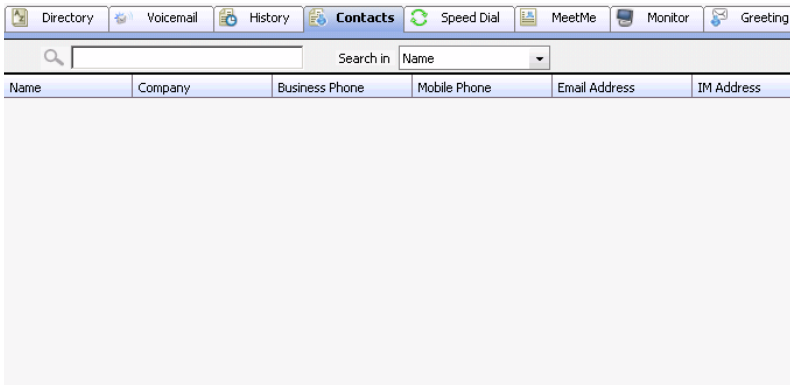 Directory Voicemail History Contacts Speed Dial MeetMe Monitor Greeting
Search in Name
Name Company Business Phone Mobile Phone Email Address IM Address